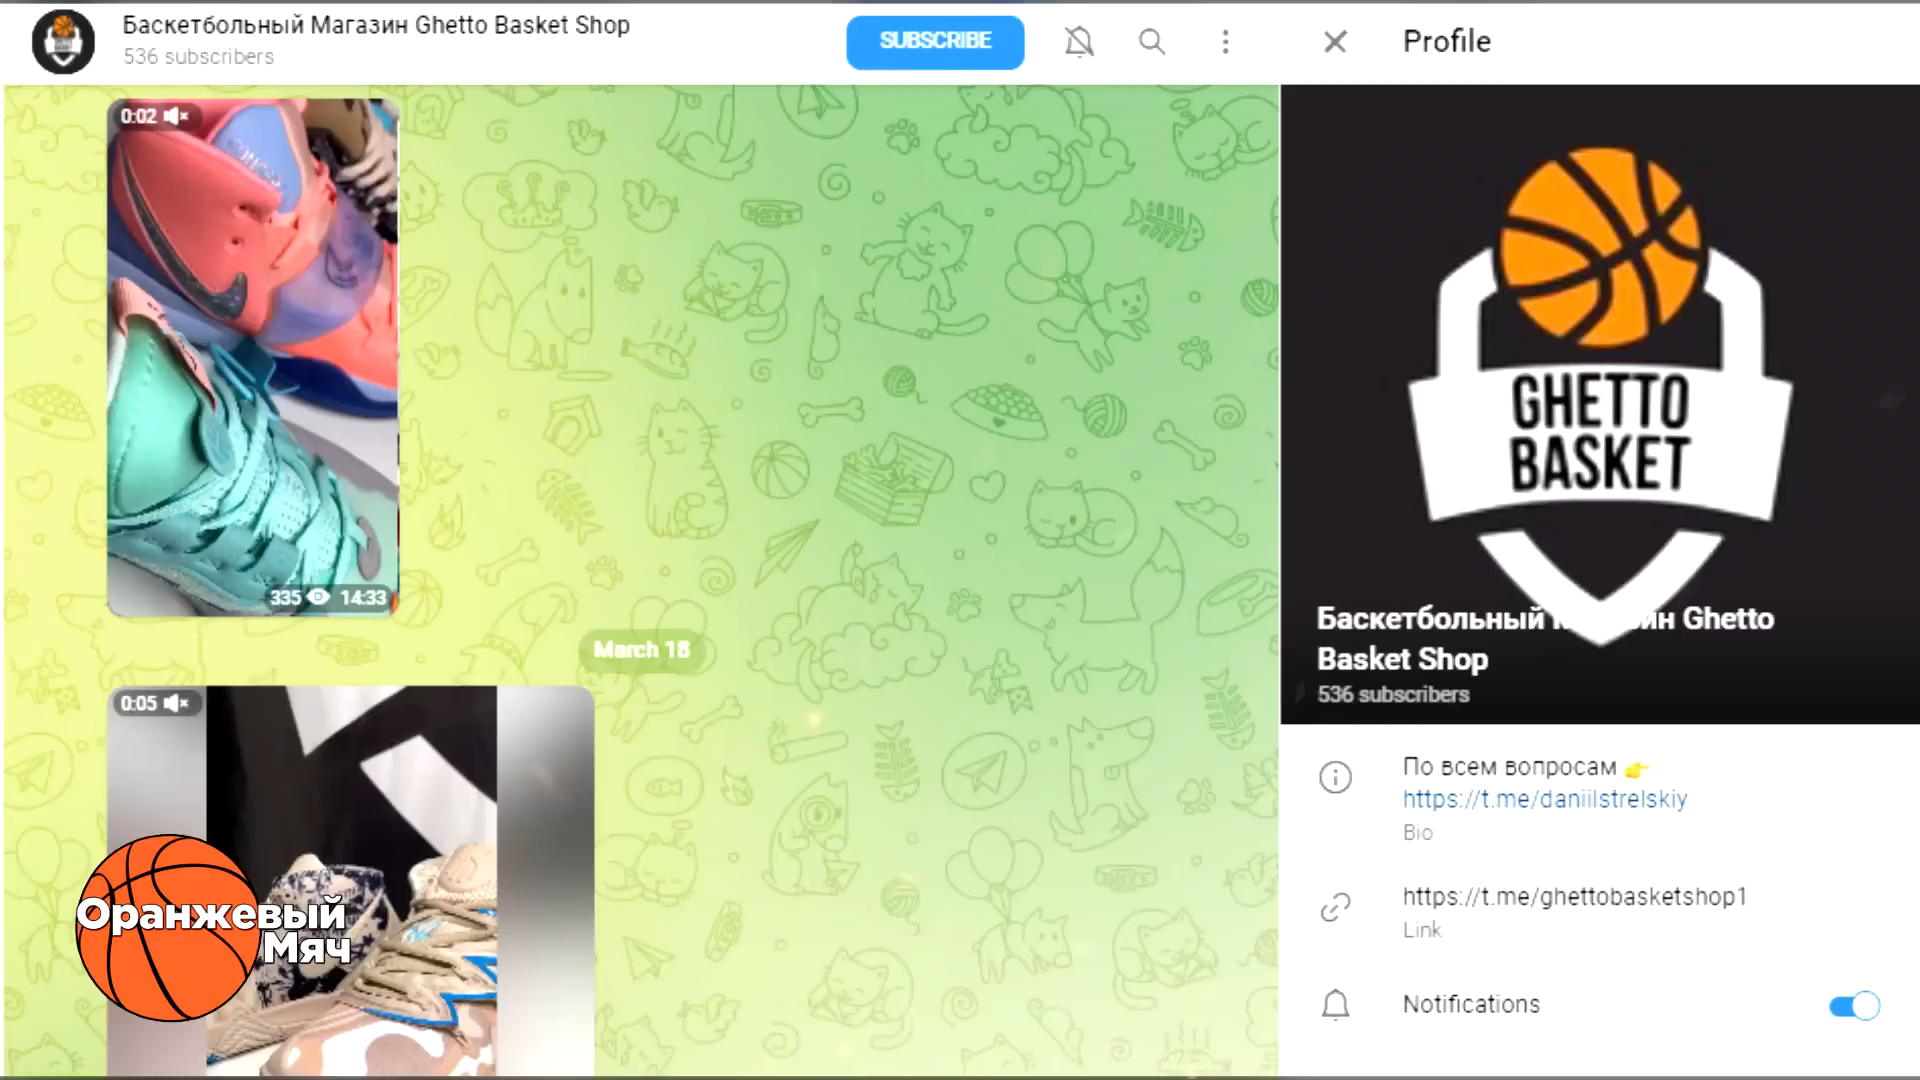 Баскетбольный Магазин Ghetto Basket Shop
536 subscribers
SUBSCRIBE
Profile
0:02
335 14:33
March 18
0:05
Оранжевый
Мяч
GHETTO
BASKET
Баскетбольный Ghetto
Basket Shop
536 subscribers
По всем вопросам 👉
https://t.me/daniilstrelskiy
Bio
https://t.me/ghettobasketshop1
Link
Notifications